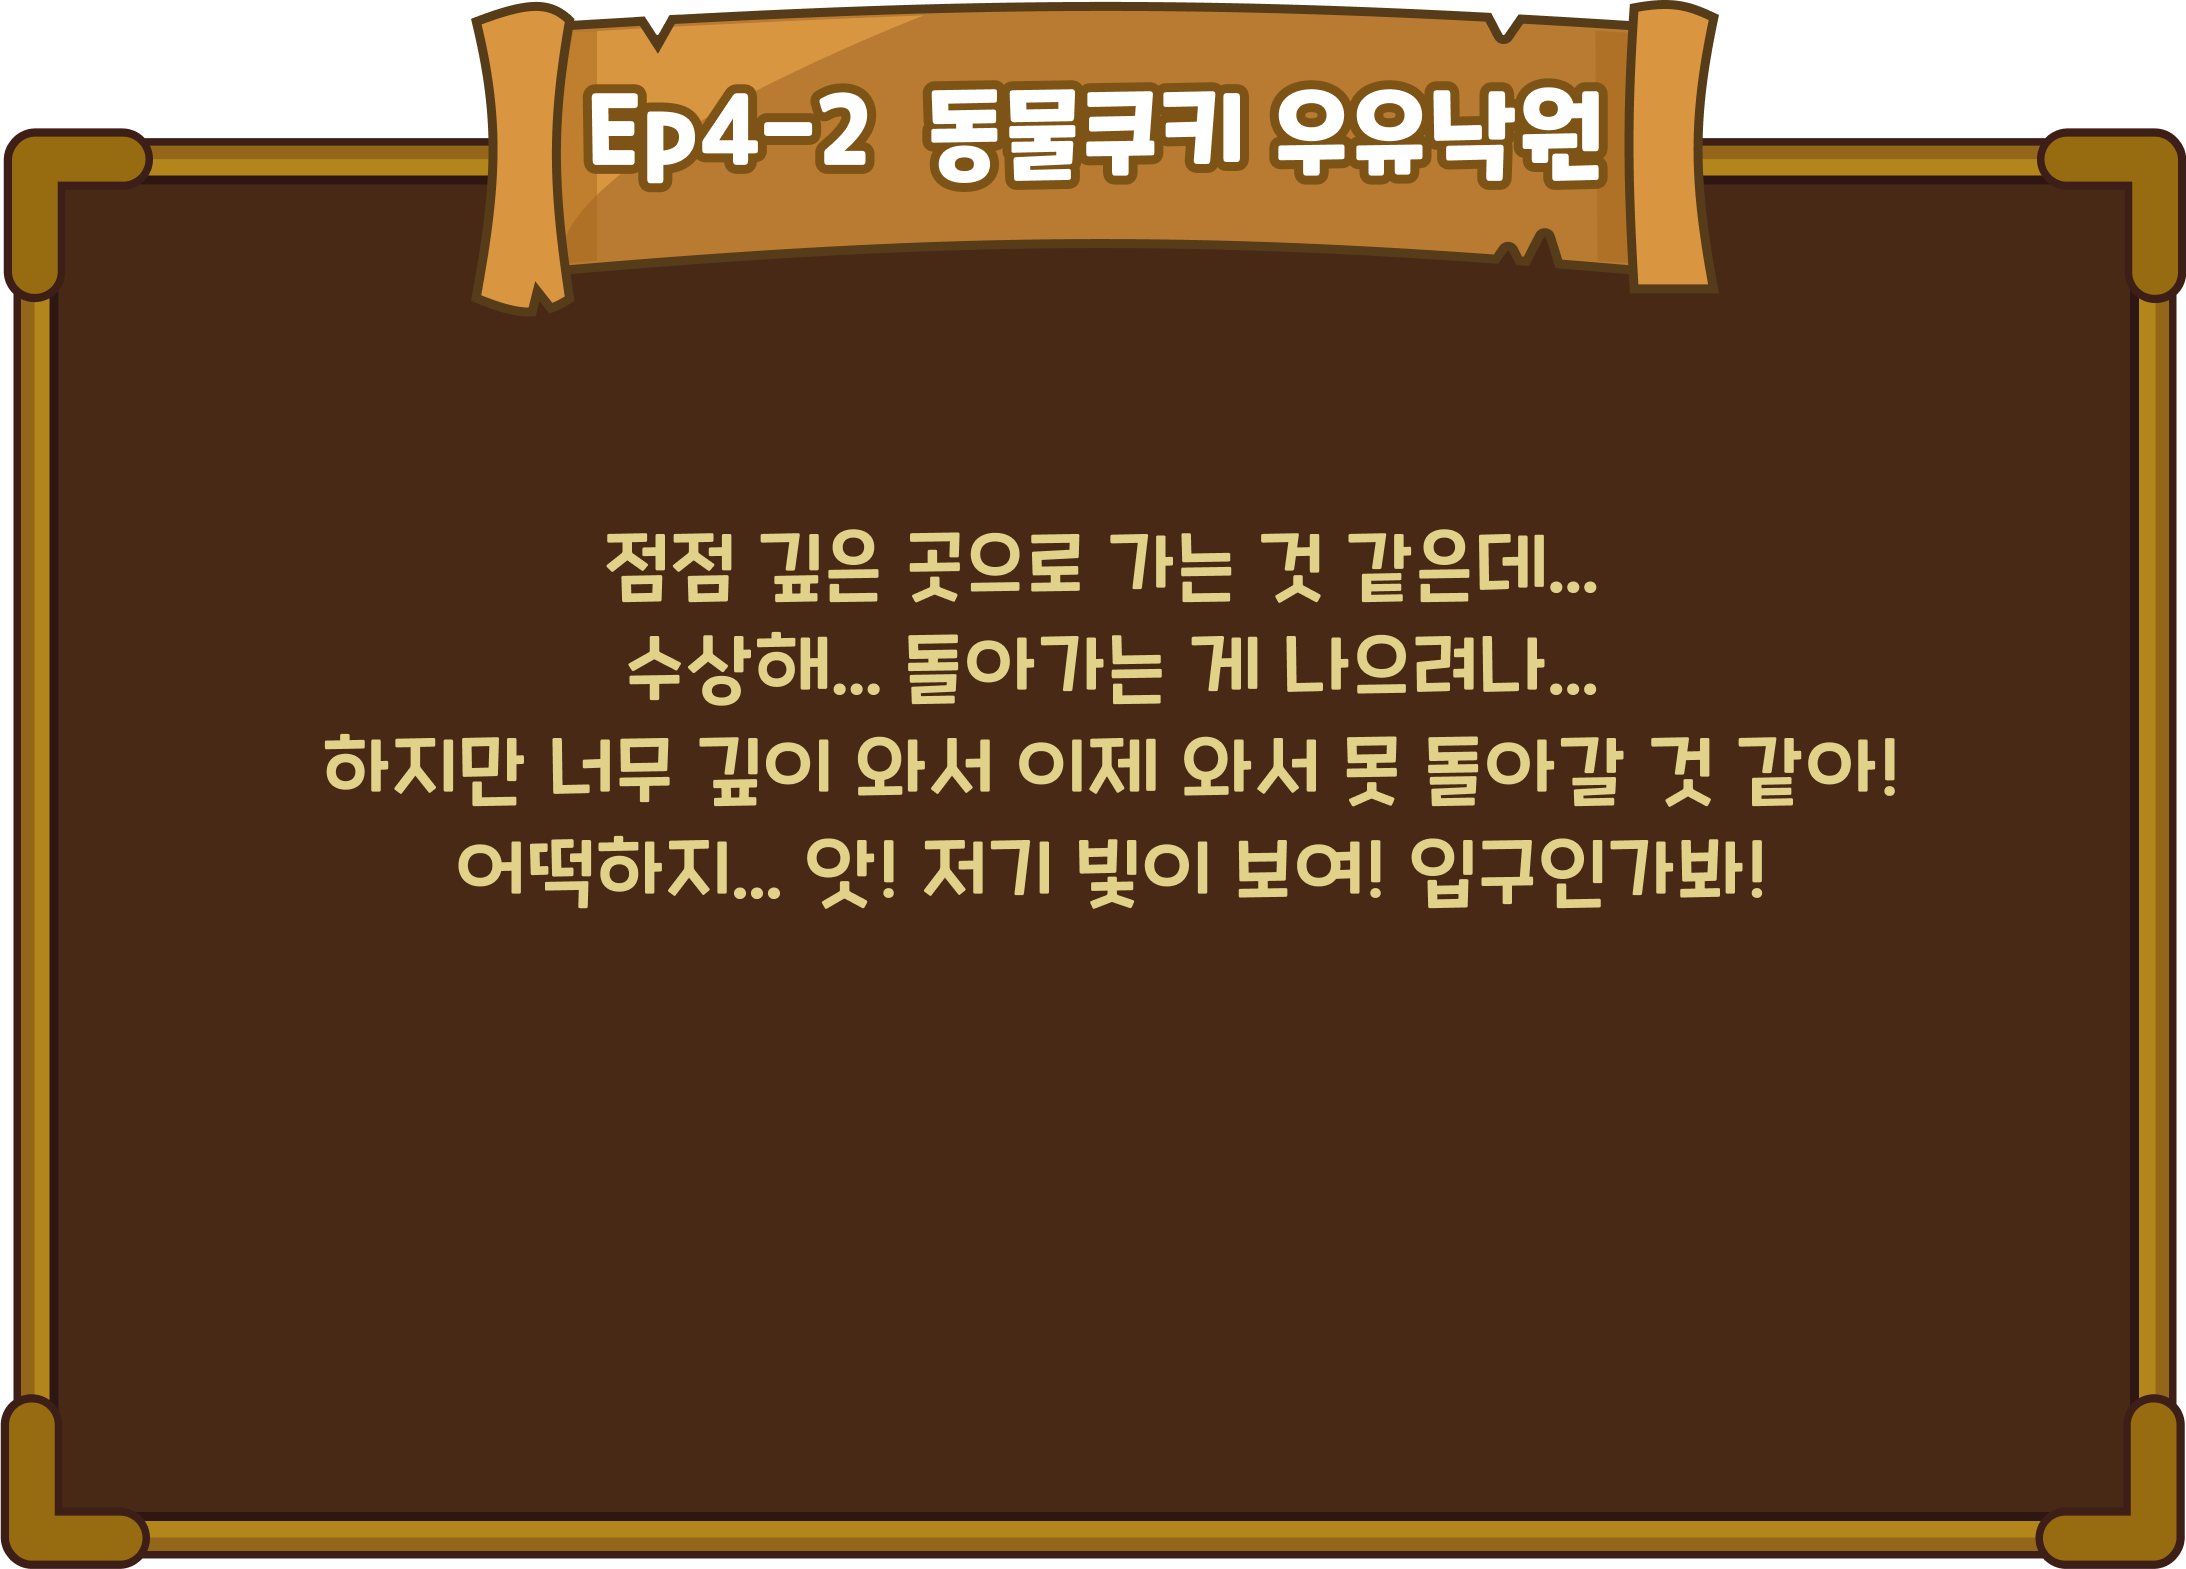 Ep4-2 동물쿠키 우유낙원
점점 깊은 곳으로 가는 것 같은데...
수상해... 돌아가는 게 나으려나...
하지만 너무 깊이 와서 이제 와서 못 돌아갈 것 같아!
어떡하지... 앗! 저기 빛이 보여! 입구인가봐!